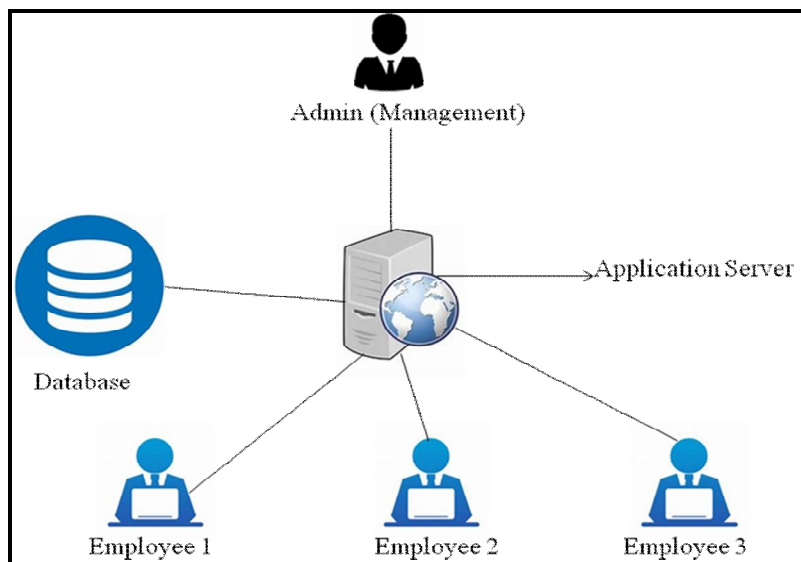 Admin (Management)
Application Server
Database
Employee 1
Employee 2
Employee 3